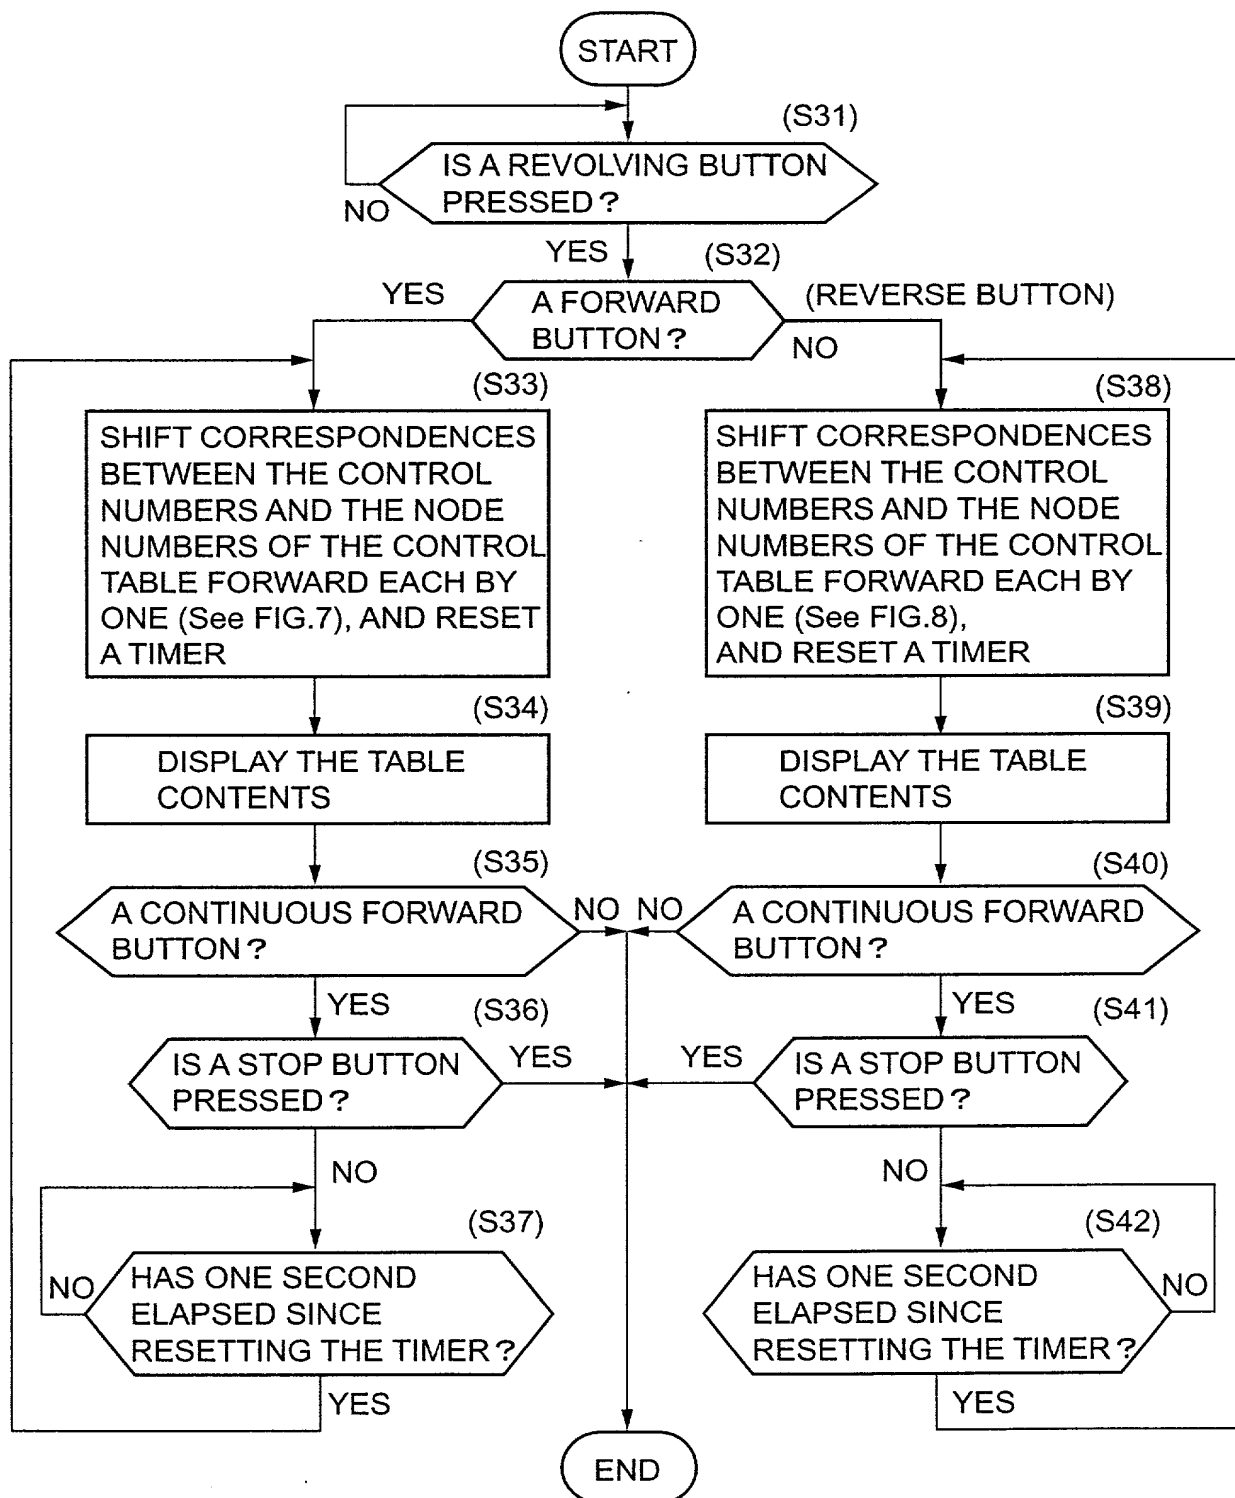 START
(S31)
IS A REVOLVING BUTTON
PRESSED?
NO
YES
(S32)
YES
A FORWARD
BUTTON?
(REVERSE BUTTON)
NO
(S33)
SHIFT CORRESPONDENCES
BETWEEN THE CONTROL
NUMBERS AND THE NODE
NUMBERS OF THE CONTROL
TABLE FORWARD EACH BY
ONE (See FIG.7), AND RESET
A TIMER
(S38)
SHIFT CORRESPONDENCES
BETWEEN THE CONTROL
NUMBERS AND THE NODE
NUMBERS OF THE CONTROL
TABLE FORWARD EACH BY
ONE (See FIG.8),
AND RESET A TIMER
(S34)
DISPLAY THE TABLE
CONTENTS
(S39)
DISPLAY THE TABLE
CONTENTS
(S35)
A CONTINUOUS FORWARD
BUTTON?
NO
NO
(S40)
A CONTINUOUS FORWARD
BUTTON?
YES
(S36)
IS A STOP BUTTON
PRESSED?
YES
YES
YES
(S41)
IS A STOP BUTTON
PRESSED?
NO
NO
(S37)
NO
HAS ONE SECOND
ELAPSED SINCE
RESETTING THE TIMER?
YES
(S42)
HAS ONE SECOND
ELAPSED SINCE
RESETTING THE TIMER?
NO
YES
END